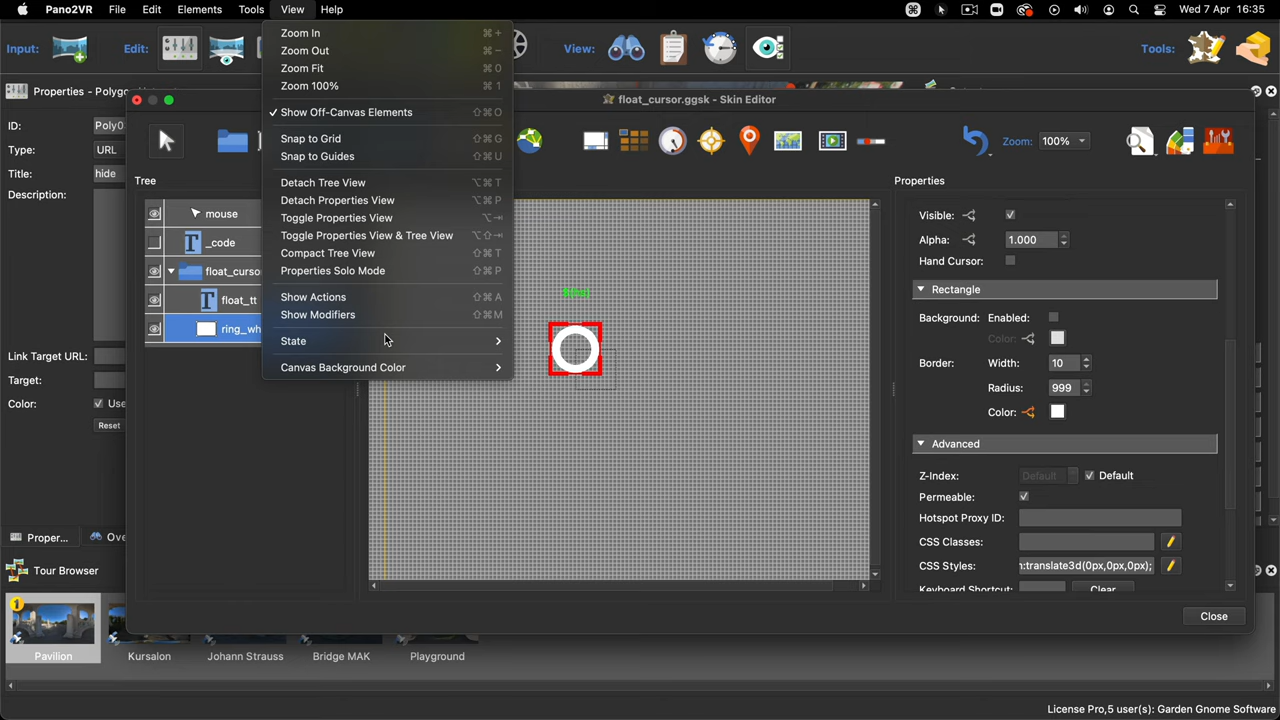 Pano2VR File Edit Elements Tools View Help Wed 7 Apr 16:35
Input: Edit: View: Tools:
Properties - Polygo
ID: Poly0
Type: URL
Title: hide
Description:
Link Target URL:
Target:
Color: Use
Reset
Proper... Ove
Tour Browser
1
Pavilion
Kursalon
Johann Strauss
Bridge MAK
Playground
License Pro,5 user(s): Garden Gnome Software
float_cursor.ggsk - Skin Editor
Zoom: 100%
Tree
mouse
_code
float_curso
float_tt
ring_wh
Zoom In ⌘+
Zoom Out ⌘−
Zoom Fit ⌘0
Zoom 100% ⌘1
✓ Show Off-Canvas Elements ⇧⌘O
Snap to Grid ⇧⌘G
Snap to Guides ⇧⌘U
Detach Tree View ⌥⌘T
Detach Properties View ⌥⌘P
Toggle Properties View ⌥⇥
Toggle Properties View & Tree View ⌥⇧⇥
Compact Tree View ⇧⌘T
Properties Solo Mode ⇧⌘P
Show Actions ⇧⌘A
Show Modifiers ⇧⌘M
State
Canvas Background Color
Properties
Visible:
Alpha: 1.000
Hand Cursor:
Rectangle
Background: Enabled:
Color:
Border: Width: 10
Radius: 999
Color:
Advanced
Z-Index: Default Default
Permeable:
Hotspot Proxy ID:
CSS Classes:
CSS Styles: n:translate3d(0px,0px,0px);
Keyboard Shortcut: Clear
Close